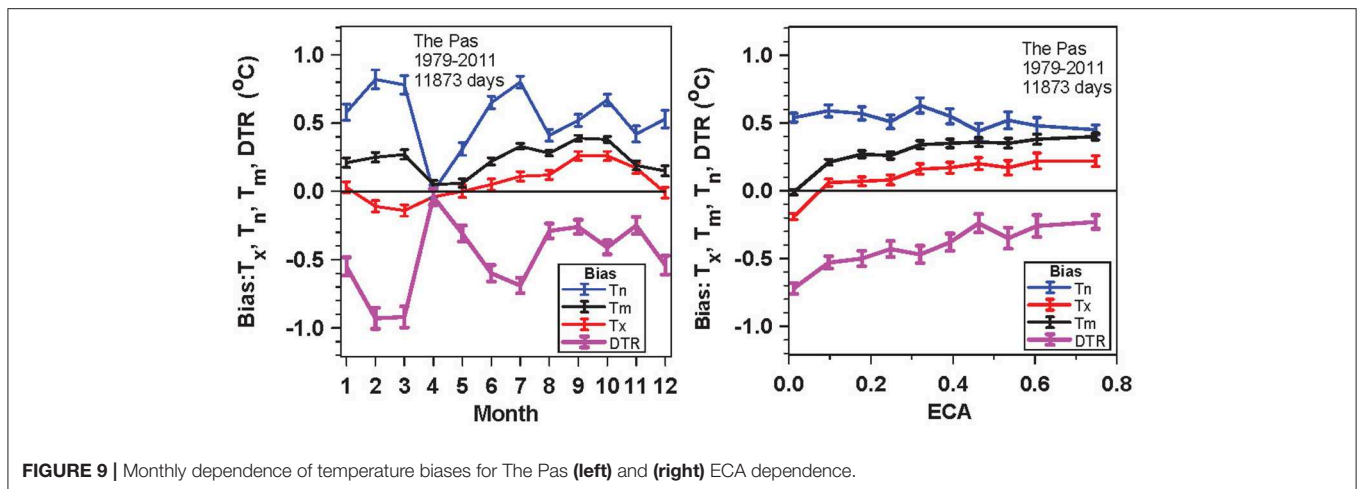 Bias:Tx, Tn, Tm, DTR (°C)
1.0
0.5
0.0
-0.5
-1.0
The Pas
1979-2011
11873 days
Bias
Tn
Tm
Tx
DTR
1 2 3 4 5 6 7 8 9 10 11 12
Month
Bias: Tx, Tm, Tn, DTR (°C)
1.0
0.5
0.0
-0.5
-1.0
The Pas
1979-2011
11873 days
Bias
Tn
Tx
Tm
DTR
0.0 0.2 0.4 0.6 0.8
ECA
FIGURE 9 | Monthly dependence of temperature biases for The Pas (left) and (right) ECA dependence.